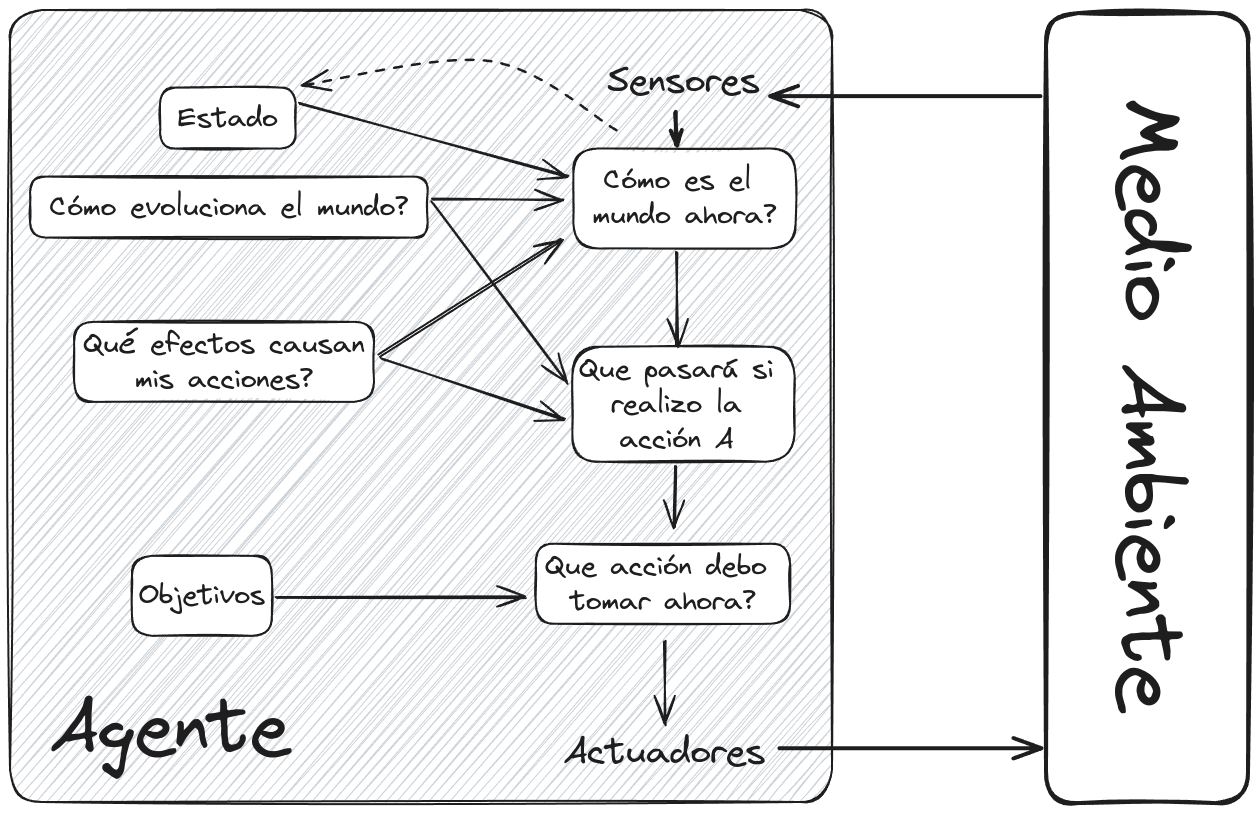 Sensores
Estado
Cómo es el
mundo ahora?
Cómo evoluciona el mundo?
Qué efectos causan
mis acciones?
Que pasará si
realizo la
acción A
Que acción debo
tomar ahora?
Objetivos
Agente
Actuadores
Medio Ambiente